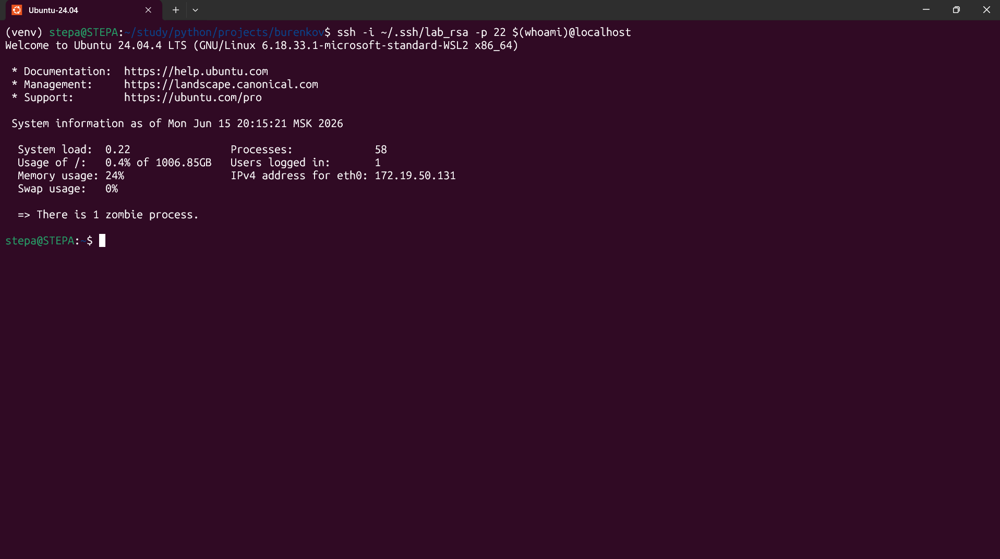 Ubuntu-24.04
(venv) stepa@STEPA:~/study/python/projects/burenkov$ ssh -i ~/.ssh/lab_rsa -p 22 $(whoami)@localhost
Welcome to Ubuntu 24.04.4 LTS (GNU/Linux 6.18.33.1-microsoft-standard-WSL2 x86_64)
* Documentation:  https://help.ubuntu.com
* Management:     https://landscape.canonical.com
* Support:        https://ubuntu.com/pro
System information as of Mon Jun 15 20:15:21 MSK 2026
System load:  0.22                Processes:             58
Usage of /:   0.4% of 1006.85GB   Users logged in:       1
Memory usage: 24%                 IPv4 address for eth0: 172.19.50.131
Swap usage:   0%
=> There is 1 zombie process.
stepa@STEPA:~$